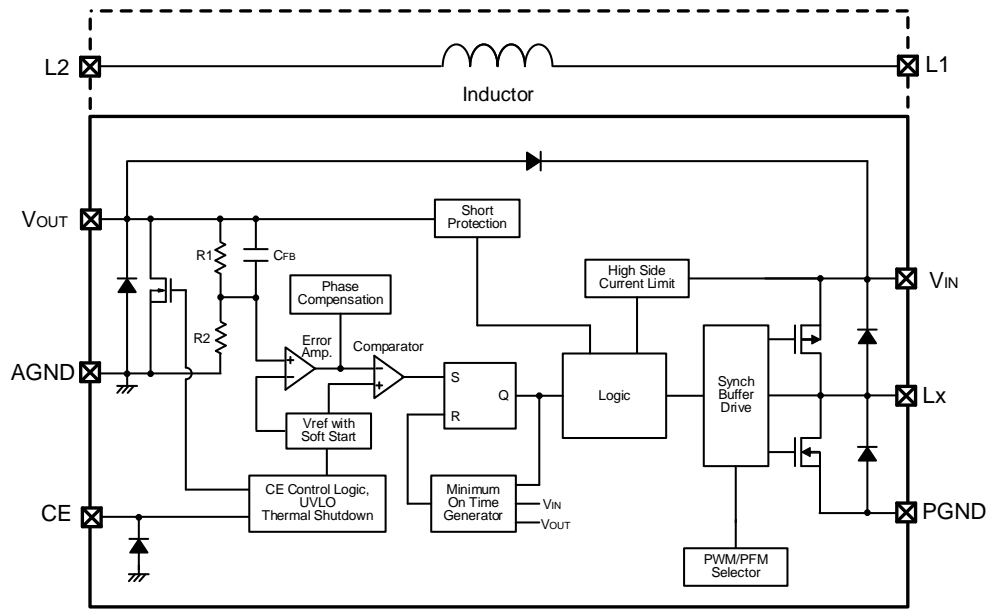 L2
L1
Inductor
VOUT
Short
Protection
R1
CFB
High Side
Current Limit
VIN
Phase
Compensation
R2
Error
Amp.
Comparator
AGND
+
−
−
+
S
Q
R
Logic
Synch
Buffer
Drive
Lx
Vref with
Soft Start
CE Control Logic,
UVLO
Thermal Shutdown
Minimum
On Time
Generator
VIN
VOUT
CE
PGND
PWM/PFM
Selector